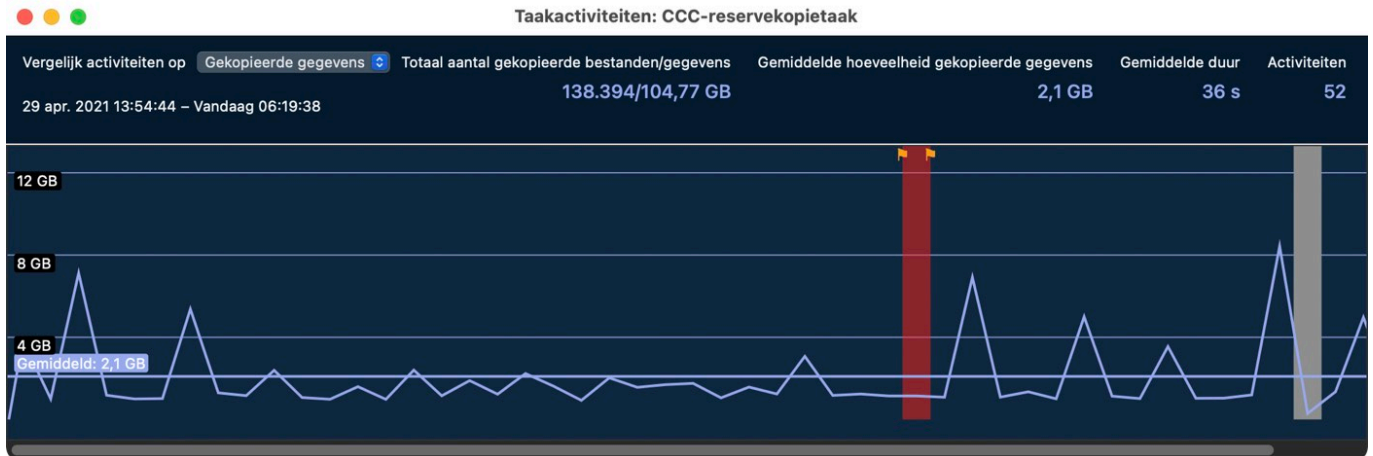 Taakactiviteiten: CCC-reservekopietaak
Vergelijk activiteiten op Gekopieerde gegevens Totaal aantal gekopieerde bestanden/gegevens Gemiddelde hoeveelheid gekopieerde gegevens Gemiddelde duur Activiteiten
138.394/104,77 GB 2,1 GB 36 s 52
29 apr. 2021 13:54:44 – Vandaag 06:19:38
12 GB
8 GB
4 GB
Gemiddeld: 2,1 GB